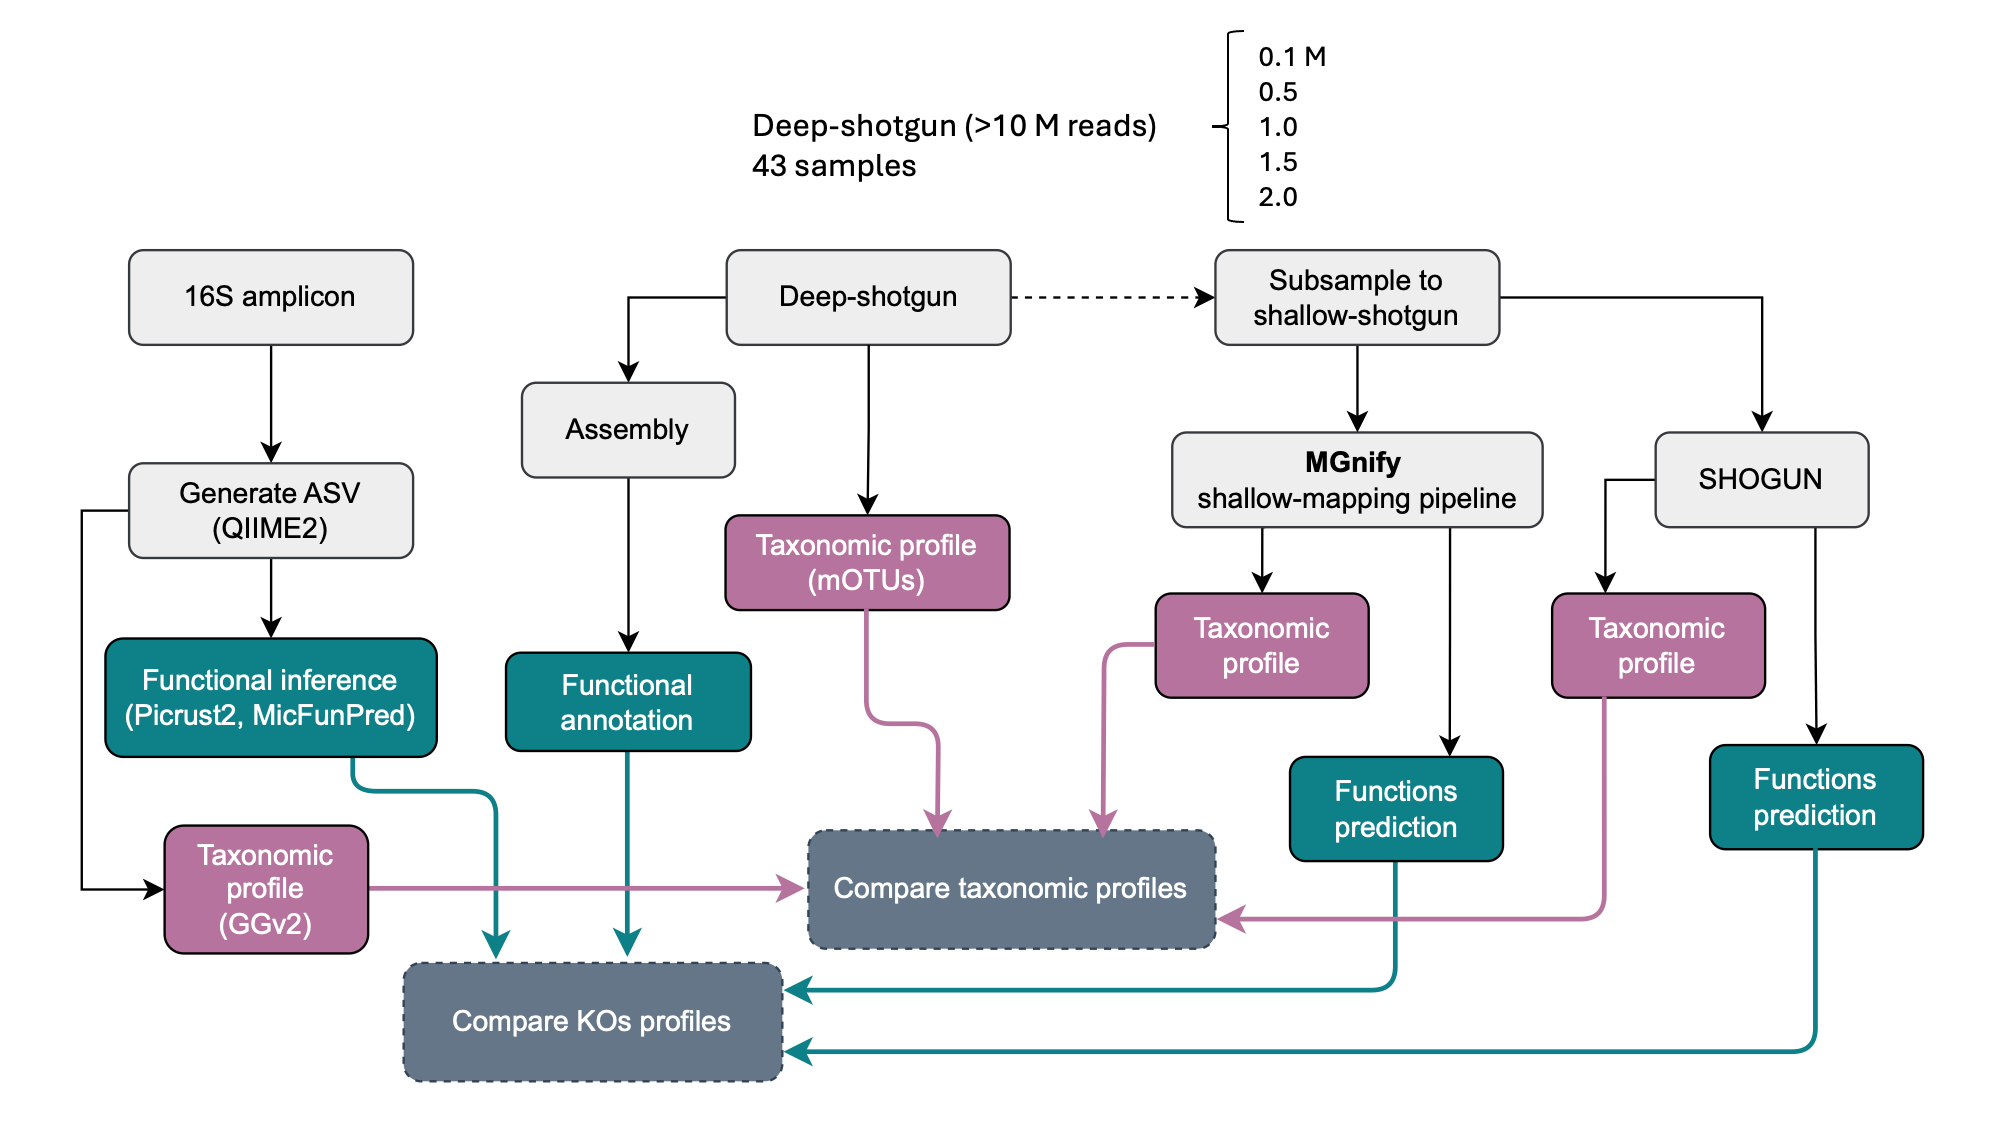 0.1 M
0.5
Deep-shotgun (>10 M reads)
1.0
43 samples
1.5
2.0
16S amplicon
Deep-shotgun
Subsample to
shallow-shotgun
Assembly
Generate ASV
(QIIME2)
MGnify
shallow-mapping pipeline
SHOGUN
Taxonomic profile
(mOTUs)
Taxonomic
profile
Taxonomic
profile
Functional inference
(Picrust2, MicFunPred)
Functional
annotation
Functions
prediction
Functions
prediction
Taxonomic
profile
(GGv2)
Compare taxonomic profiles
Compare KOs profiles